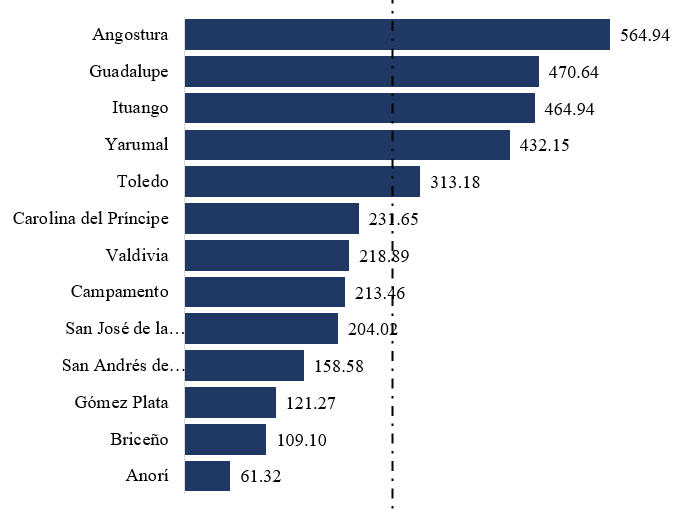 Angostura 564.94
Guadalupe 470.64
Ituango 464.94
Yarumal 432.15
Toledo 313.18
Carolina del Príncipe 231.65
Valdivia 218.89
Campamento 213.46
San José de la… 204.02
San Andrés de… 158.58
Gómez Plata 121.27
Briceño 109.10
Anorí 61.32